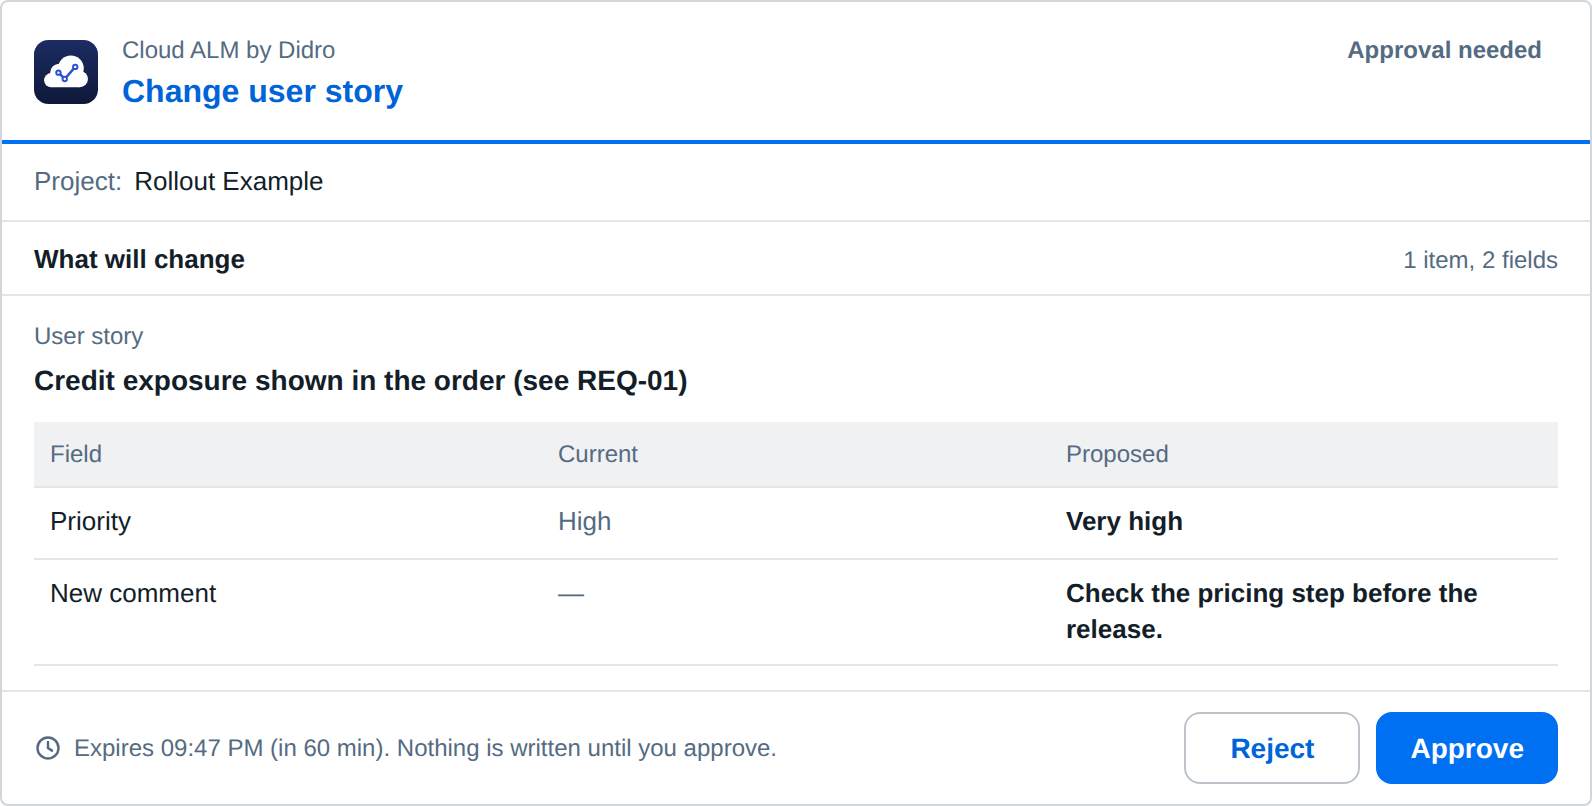 Cloud ALM by Didro
Approval needed
Change user story
Project: Rollout Example
What will change
1 item, 2 fields
User story
Credit exposure shown in the order (see REQ-01)
Field Current Proposed
Priority High Very high
New comment — Check the pricing step before the
release.
Expires 09:47 PM (in 60 min). Nothing is written until you approve.
Reject Approve